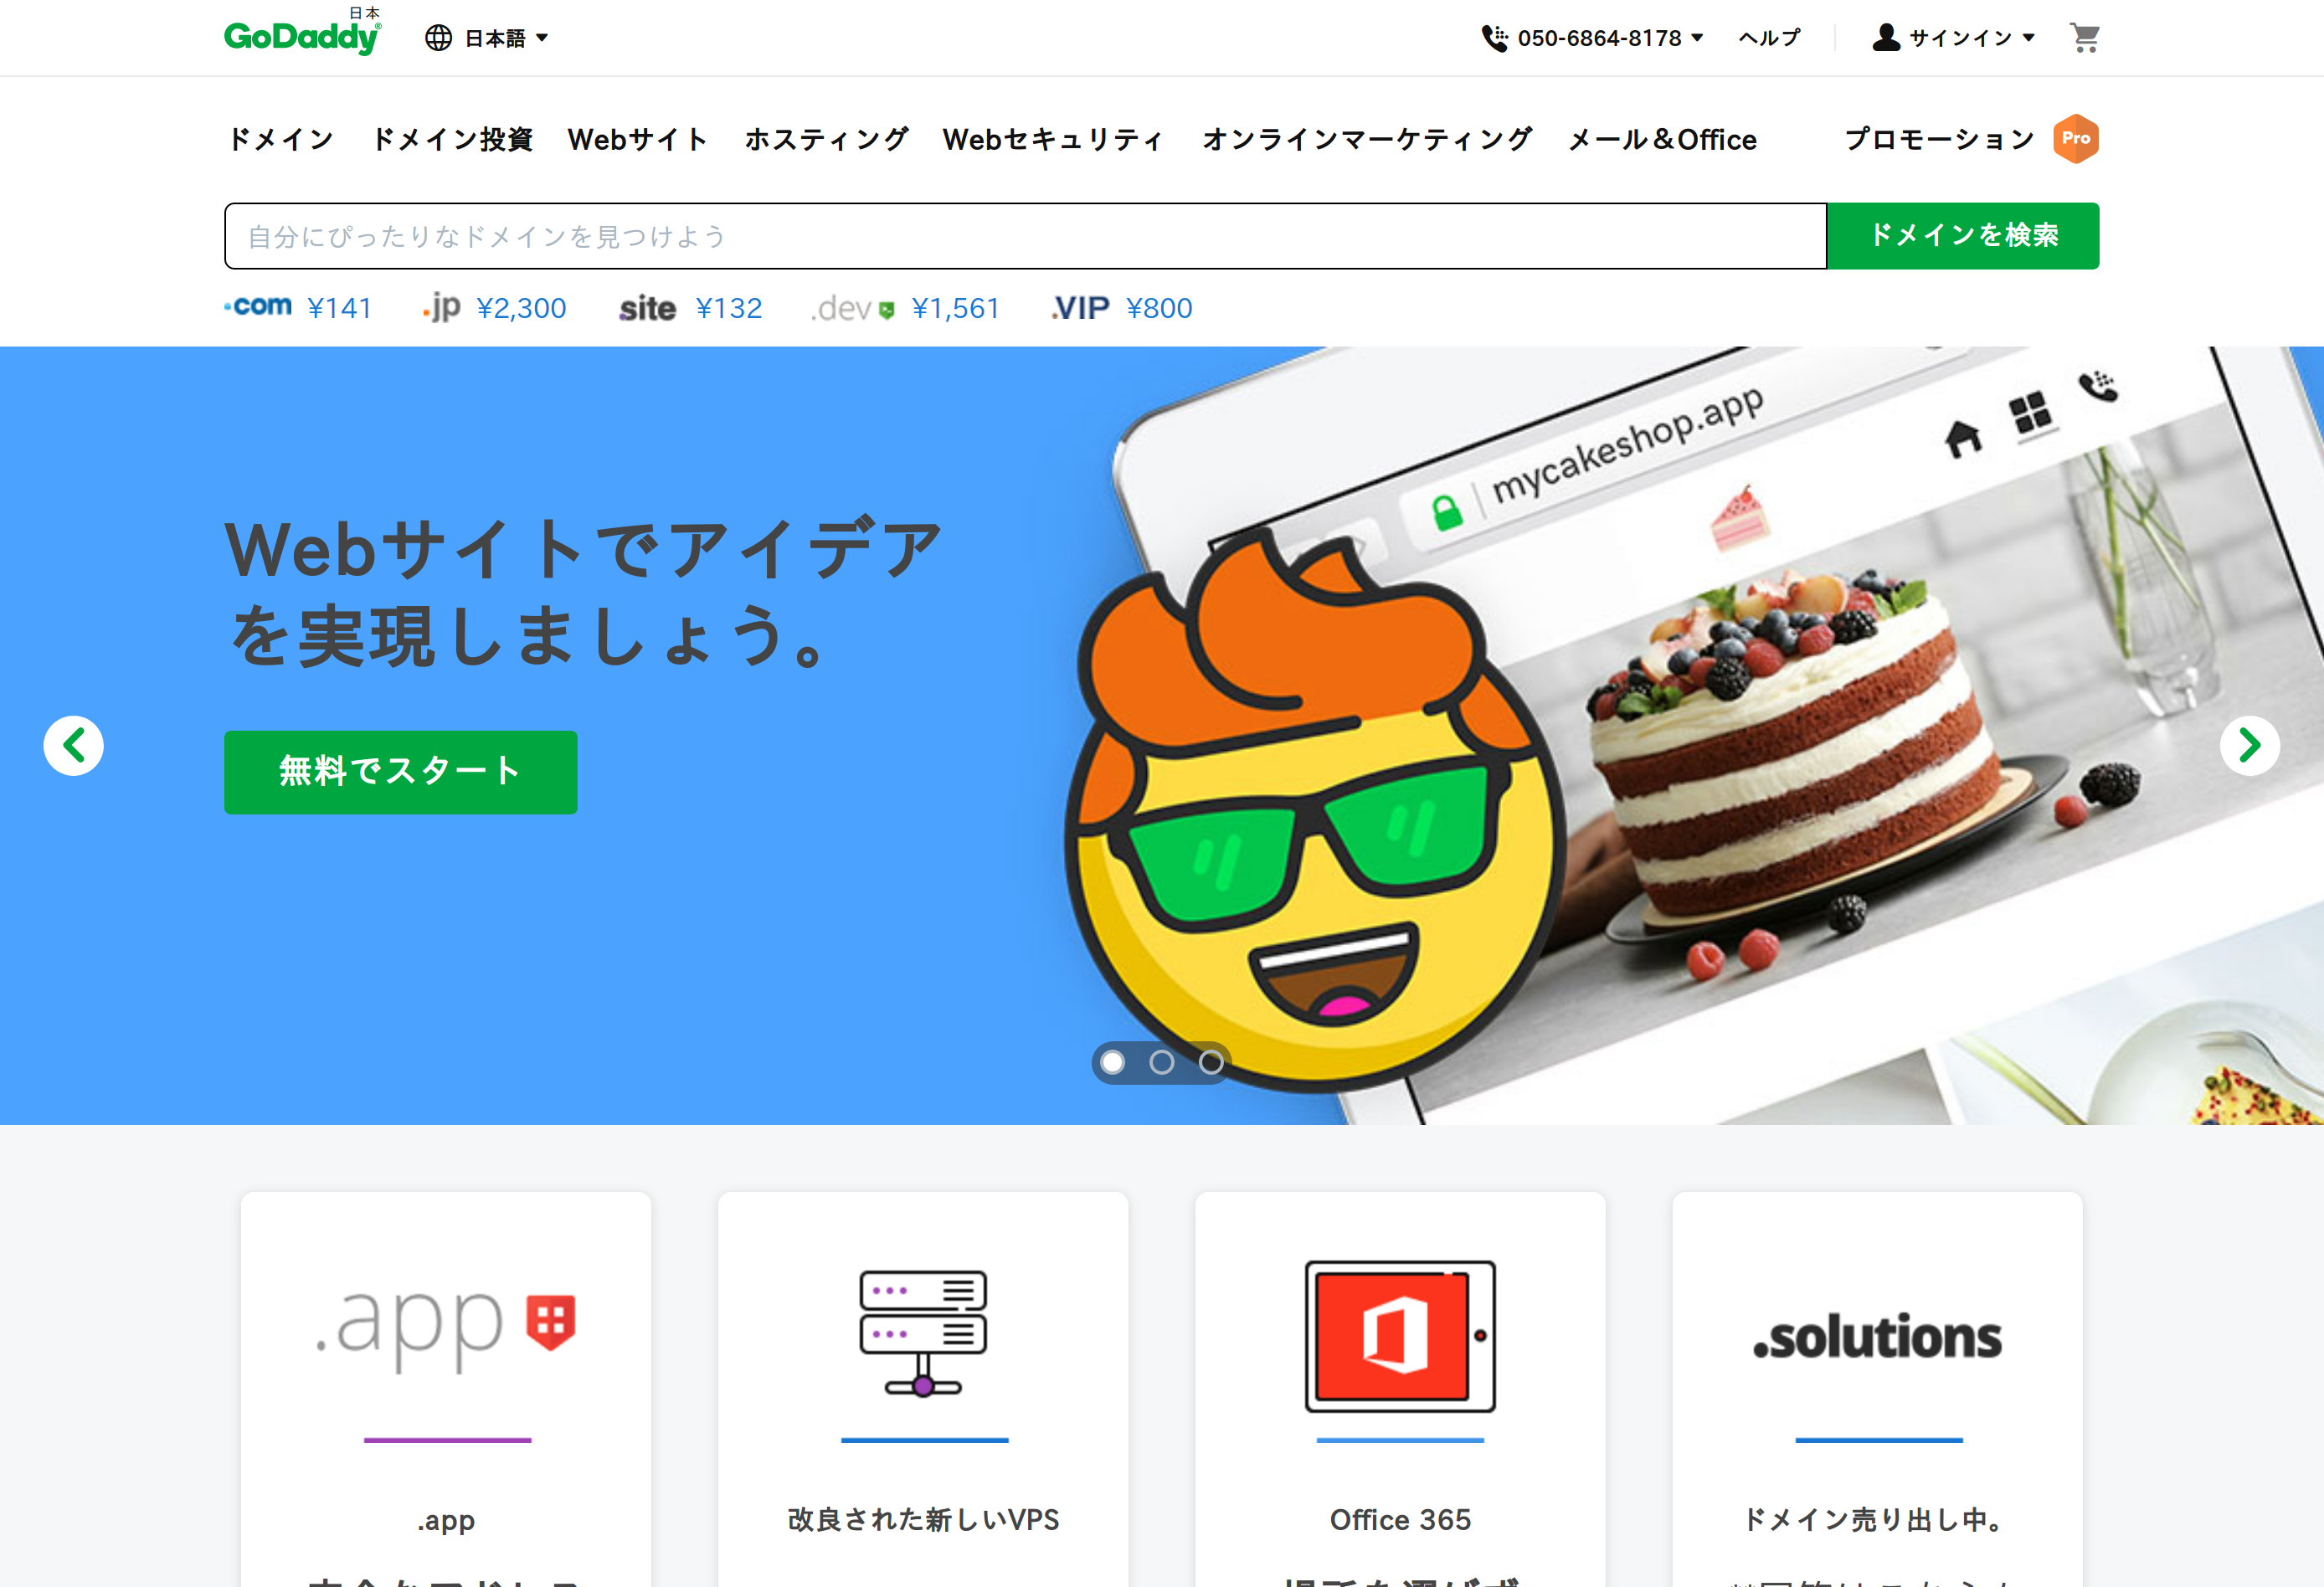 日本
GoDaddy
日本語
050-6864-8178
ヘルプ
サインイン
ドメイン
ドメイン投資
Webサイト
ホスティング
Webセキュリティ
オンラインマーケティング
メール&Office
プロモーション
Pro
自分にぴったりなドメインを見つけよう
ドメインを検索
.com ¥141
.jp ¥2,300
.site ¥132
.dev ¥1,561
.VIP ¥800
mycakeshop.app
Webサイトでアイデア
を実現しましょう。
無料でスタート
.app
.solutions
.app
改良された新しいVPS
Office 365
ドメイン売り出し中。